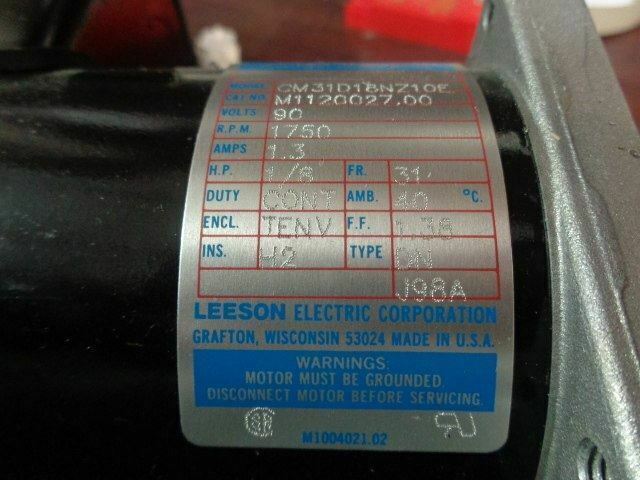 MODEL CM31D18NZ10E
CAT NO. M1120027.00
VOLTS 90
R.P.M. 1750
AMPS 1.3
H.P. 1/8 FR. 31
DUTY CONT AMB. 40 °C.
ENCL. TENV F.F. 1.38
INS. H2 TYPE DN
J98A
LEESON ELECTRIC CORPORATION
GRAFTON, WISCONSIN 53024 MADE IN U.S.A.
WARNINGS:
MOTOR MUST BE GROUNDED
DISCONNECT MOTOR BEFORE SERVICING.
M1004021.02